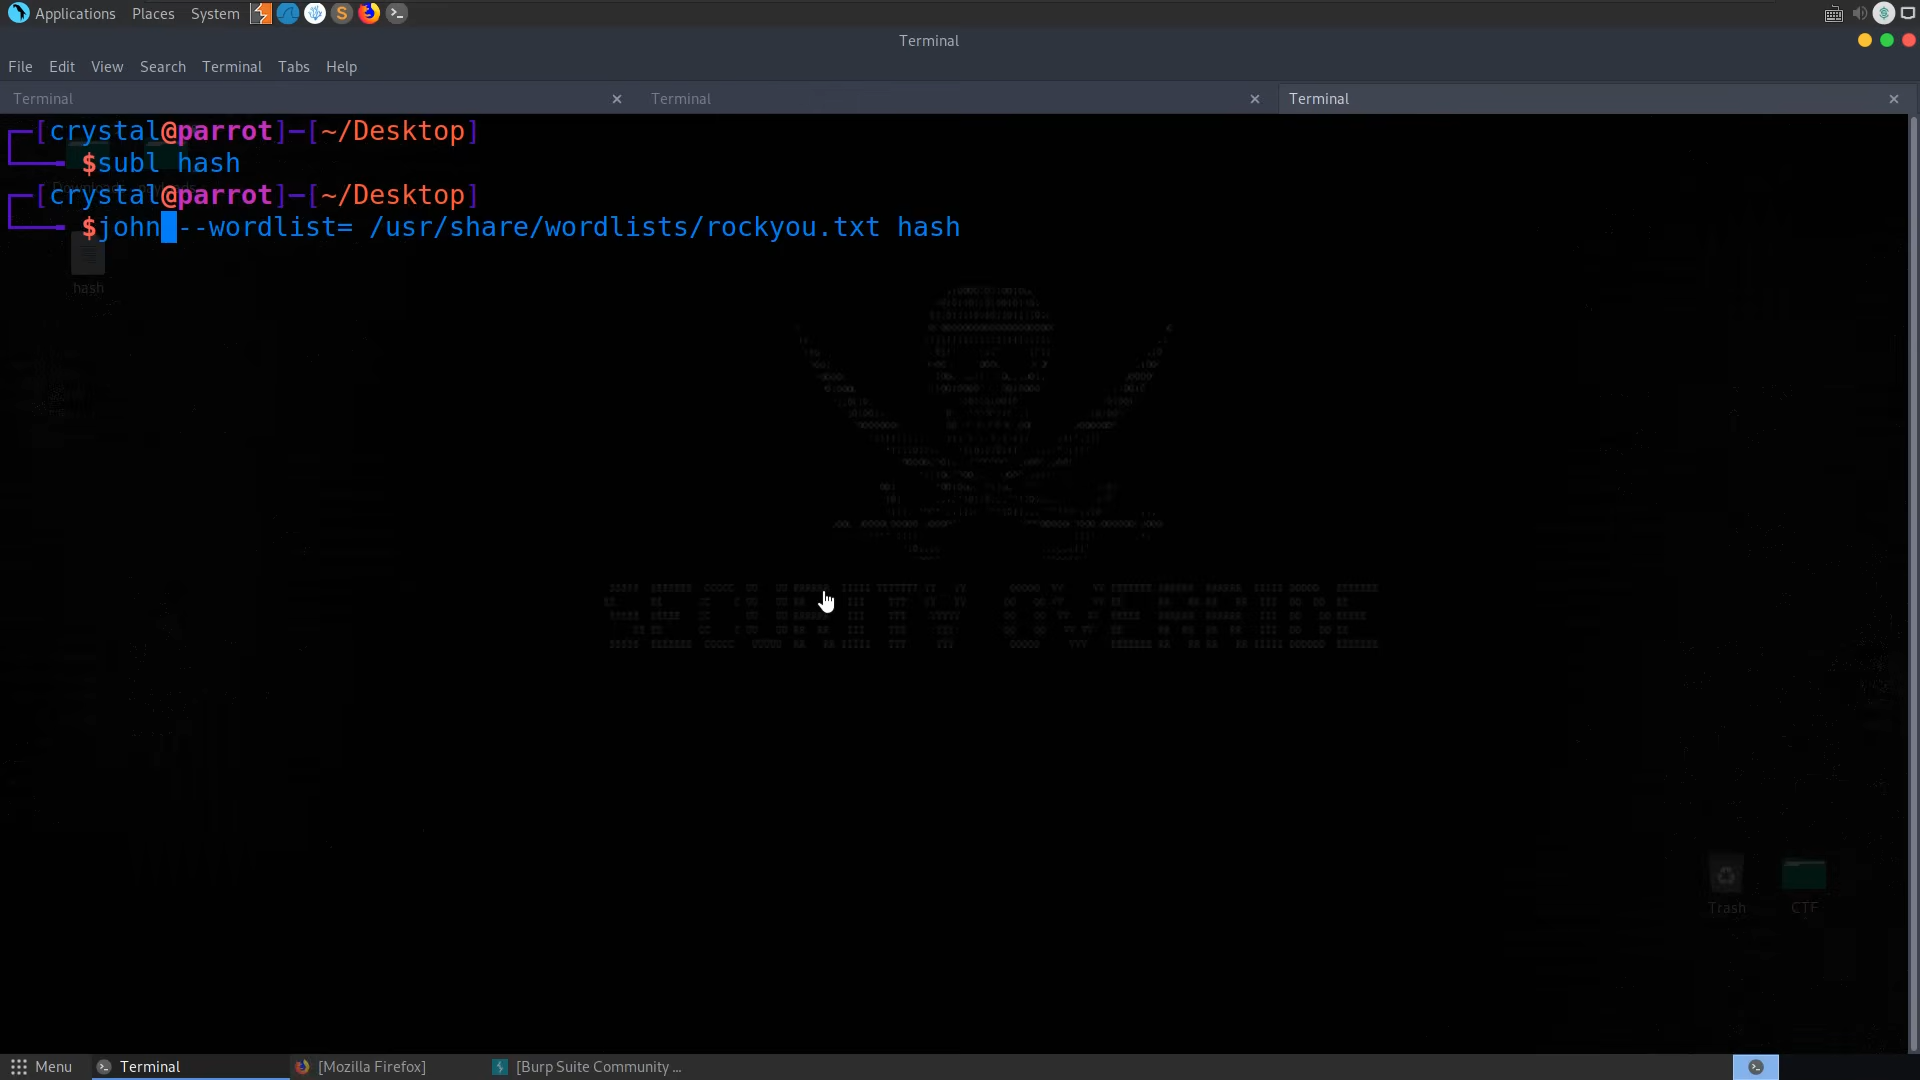 Applications Places System
Terminal
File Edit View Search Terminal Tabs Help
Terminal × Terminal × Terminal ×
┌─[crystal@parrot]─[~/Desktop]
└──╼ $subl hash
┌─[crystal@parrot]─[~/Desktop]
└──╼ $john --wordlist= /usr/share/wordlists/rockyou.txt hash
hash
SECURITY OVERRIDE
Trash CTF
Menu Terminal [Mozilla Firefox] [Burp Suite Community ...